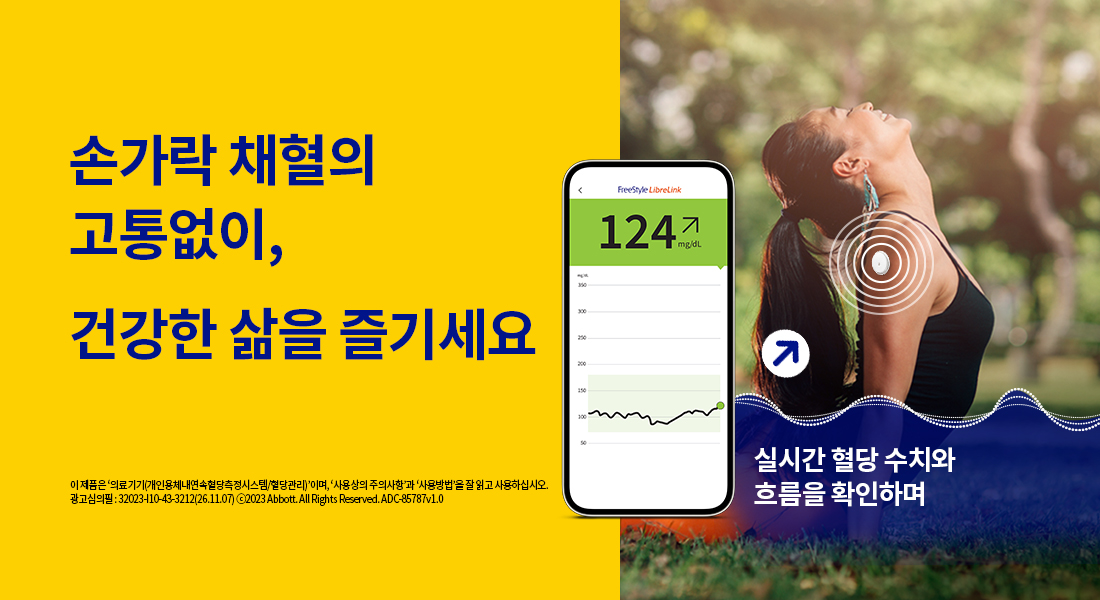 손가락 채혈의
고통없이,
건강한 삶을 즐기세요
이 제품은 '의료기기(개인용체내연속혈당측정시스템/혈당관리)'이며, '사용상의 주의사항'과 '사용방법'을 잘 읽고 사용하십시오.
광고심의필 : 32023-I10-43-3212(26.11.07) ⓒ2023 Abbott. All Rights Reserved. ADC-85787v1.0
FreeStyle LibreLink
124
mg/dL
mg/dL
350
300
250
200
150
100
50
실시간 혈당 수치와
흐름을 확인하며